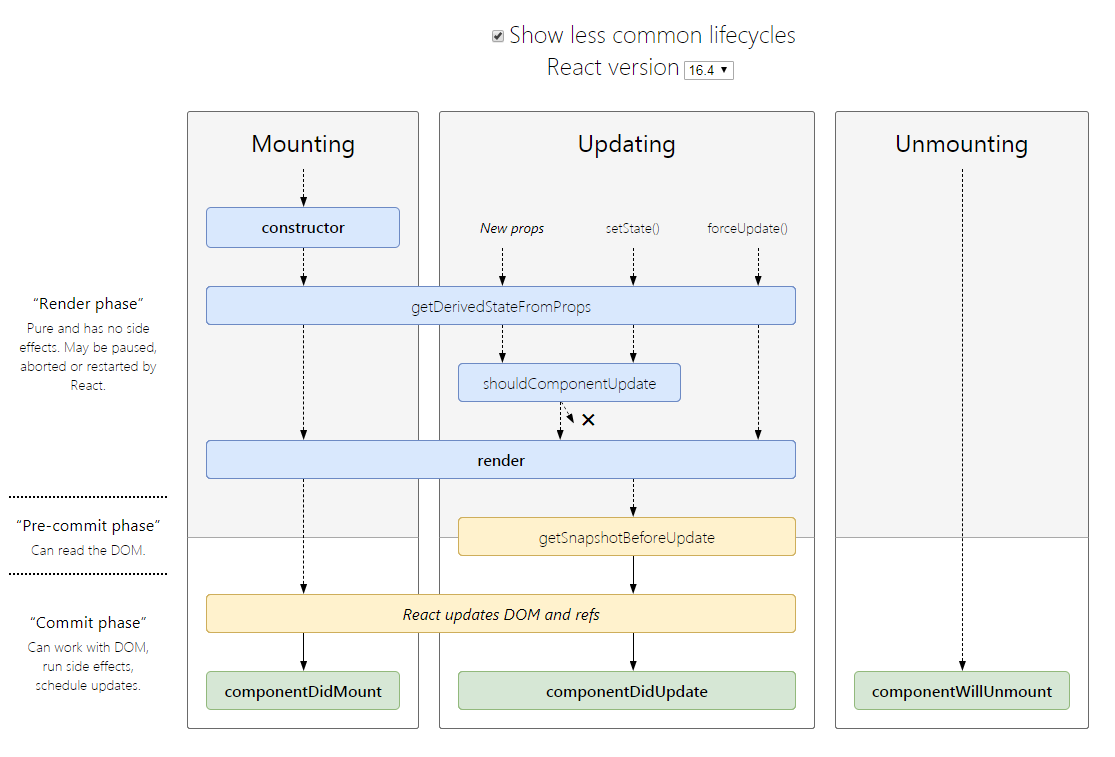 Show less common lifecycles
React version 16.4
Mounting
Updating
Unmounting
constructor
New props
setState()
forceUpdate()
“Render phase”
Pure and has no side
effects. May be paused,
aborted or restarted by
React.
getDerivedStateFromProps
shouldComponentUpdate
render
“Pre-commit phase”
Can read the DOM.
getSnapshotBeforeUpdate
“Commit phase”
Can work with DOM,
run side effects,
schedule updates.
React updates DOM and refs
componentDidMount
componentDidUpdate
componentWillUnmount